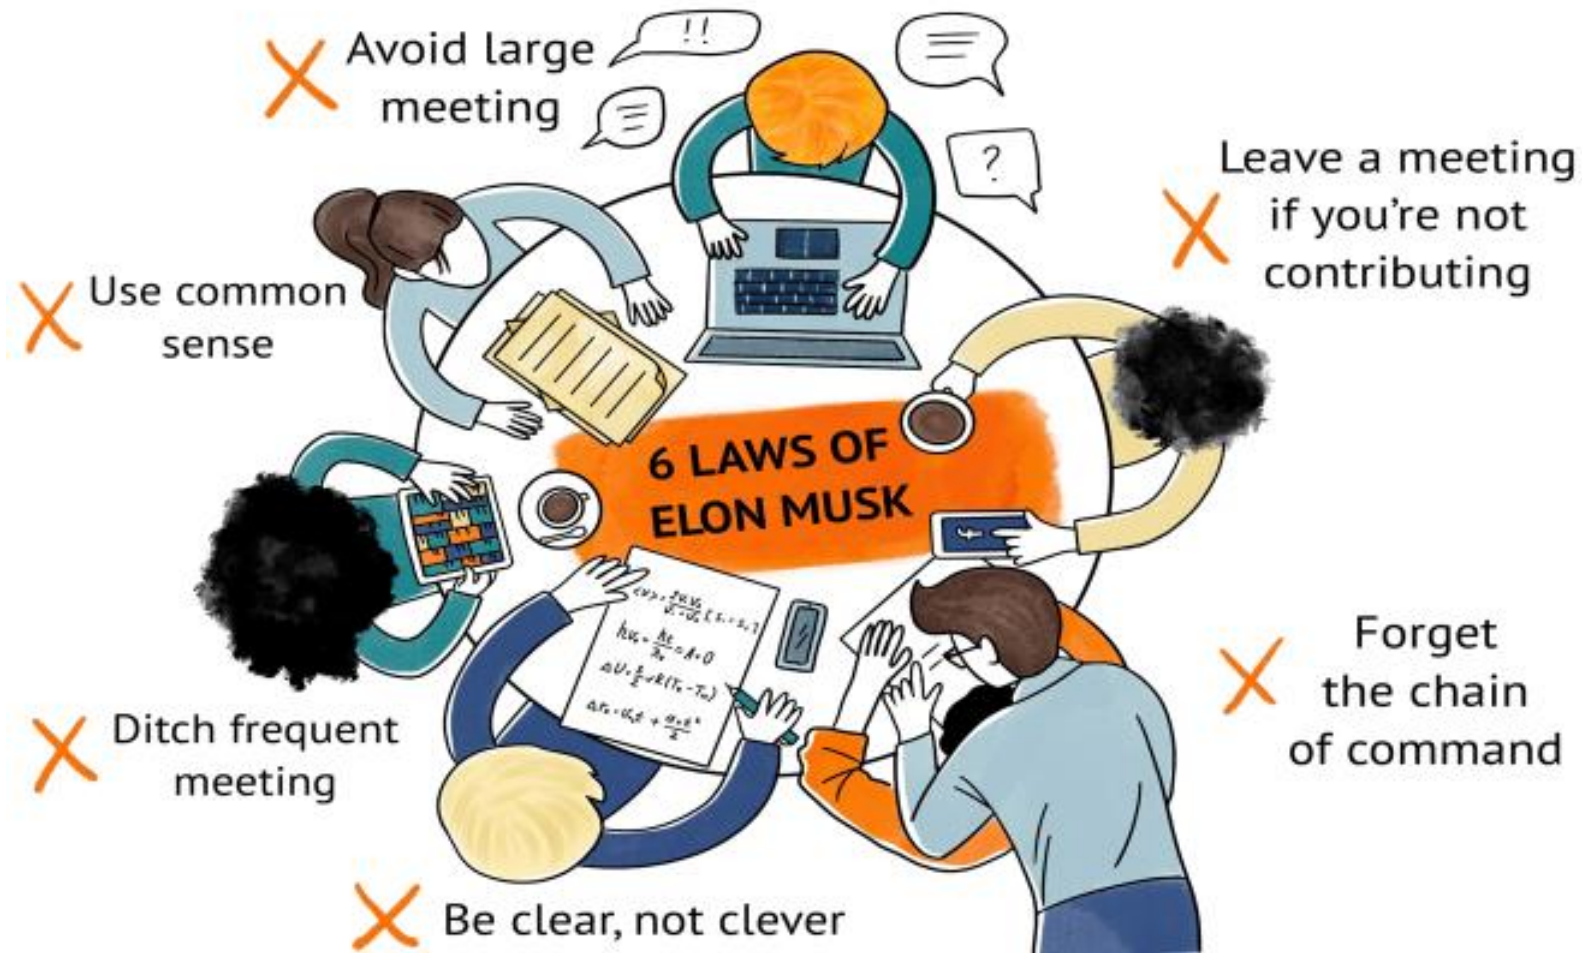 Avoid large
meeting
!!
?
Leave a meeting
if you're not
contributing
Use common
sense
6 LAWS OF
ELON MUSK
f
Forget
the chain
of command
Ditch frequent
meeting
Be clear, not clever